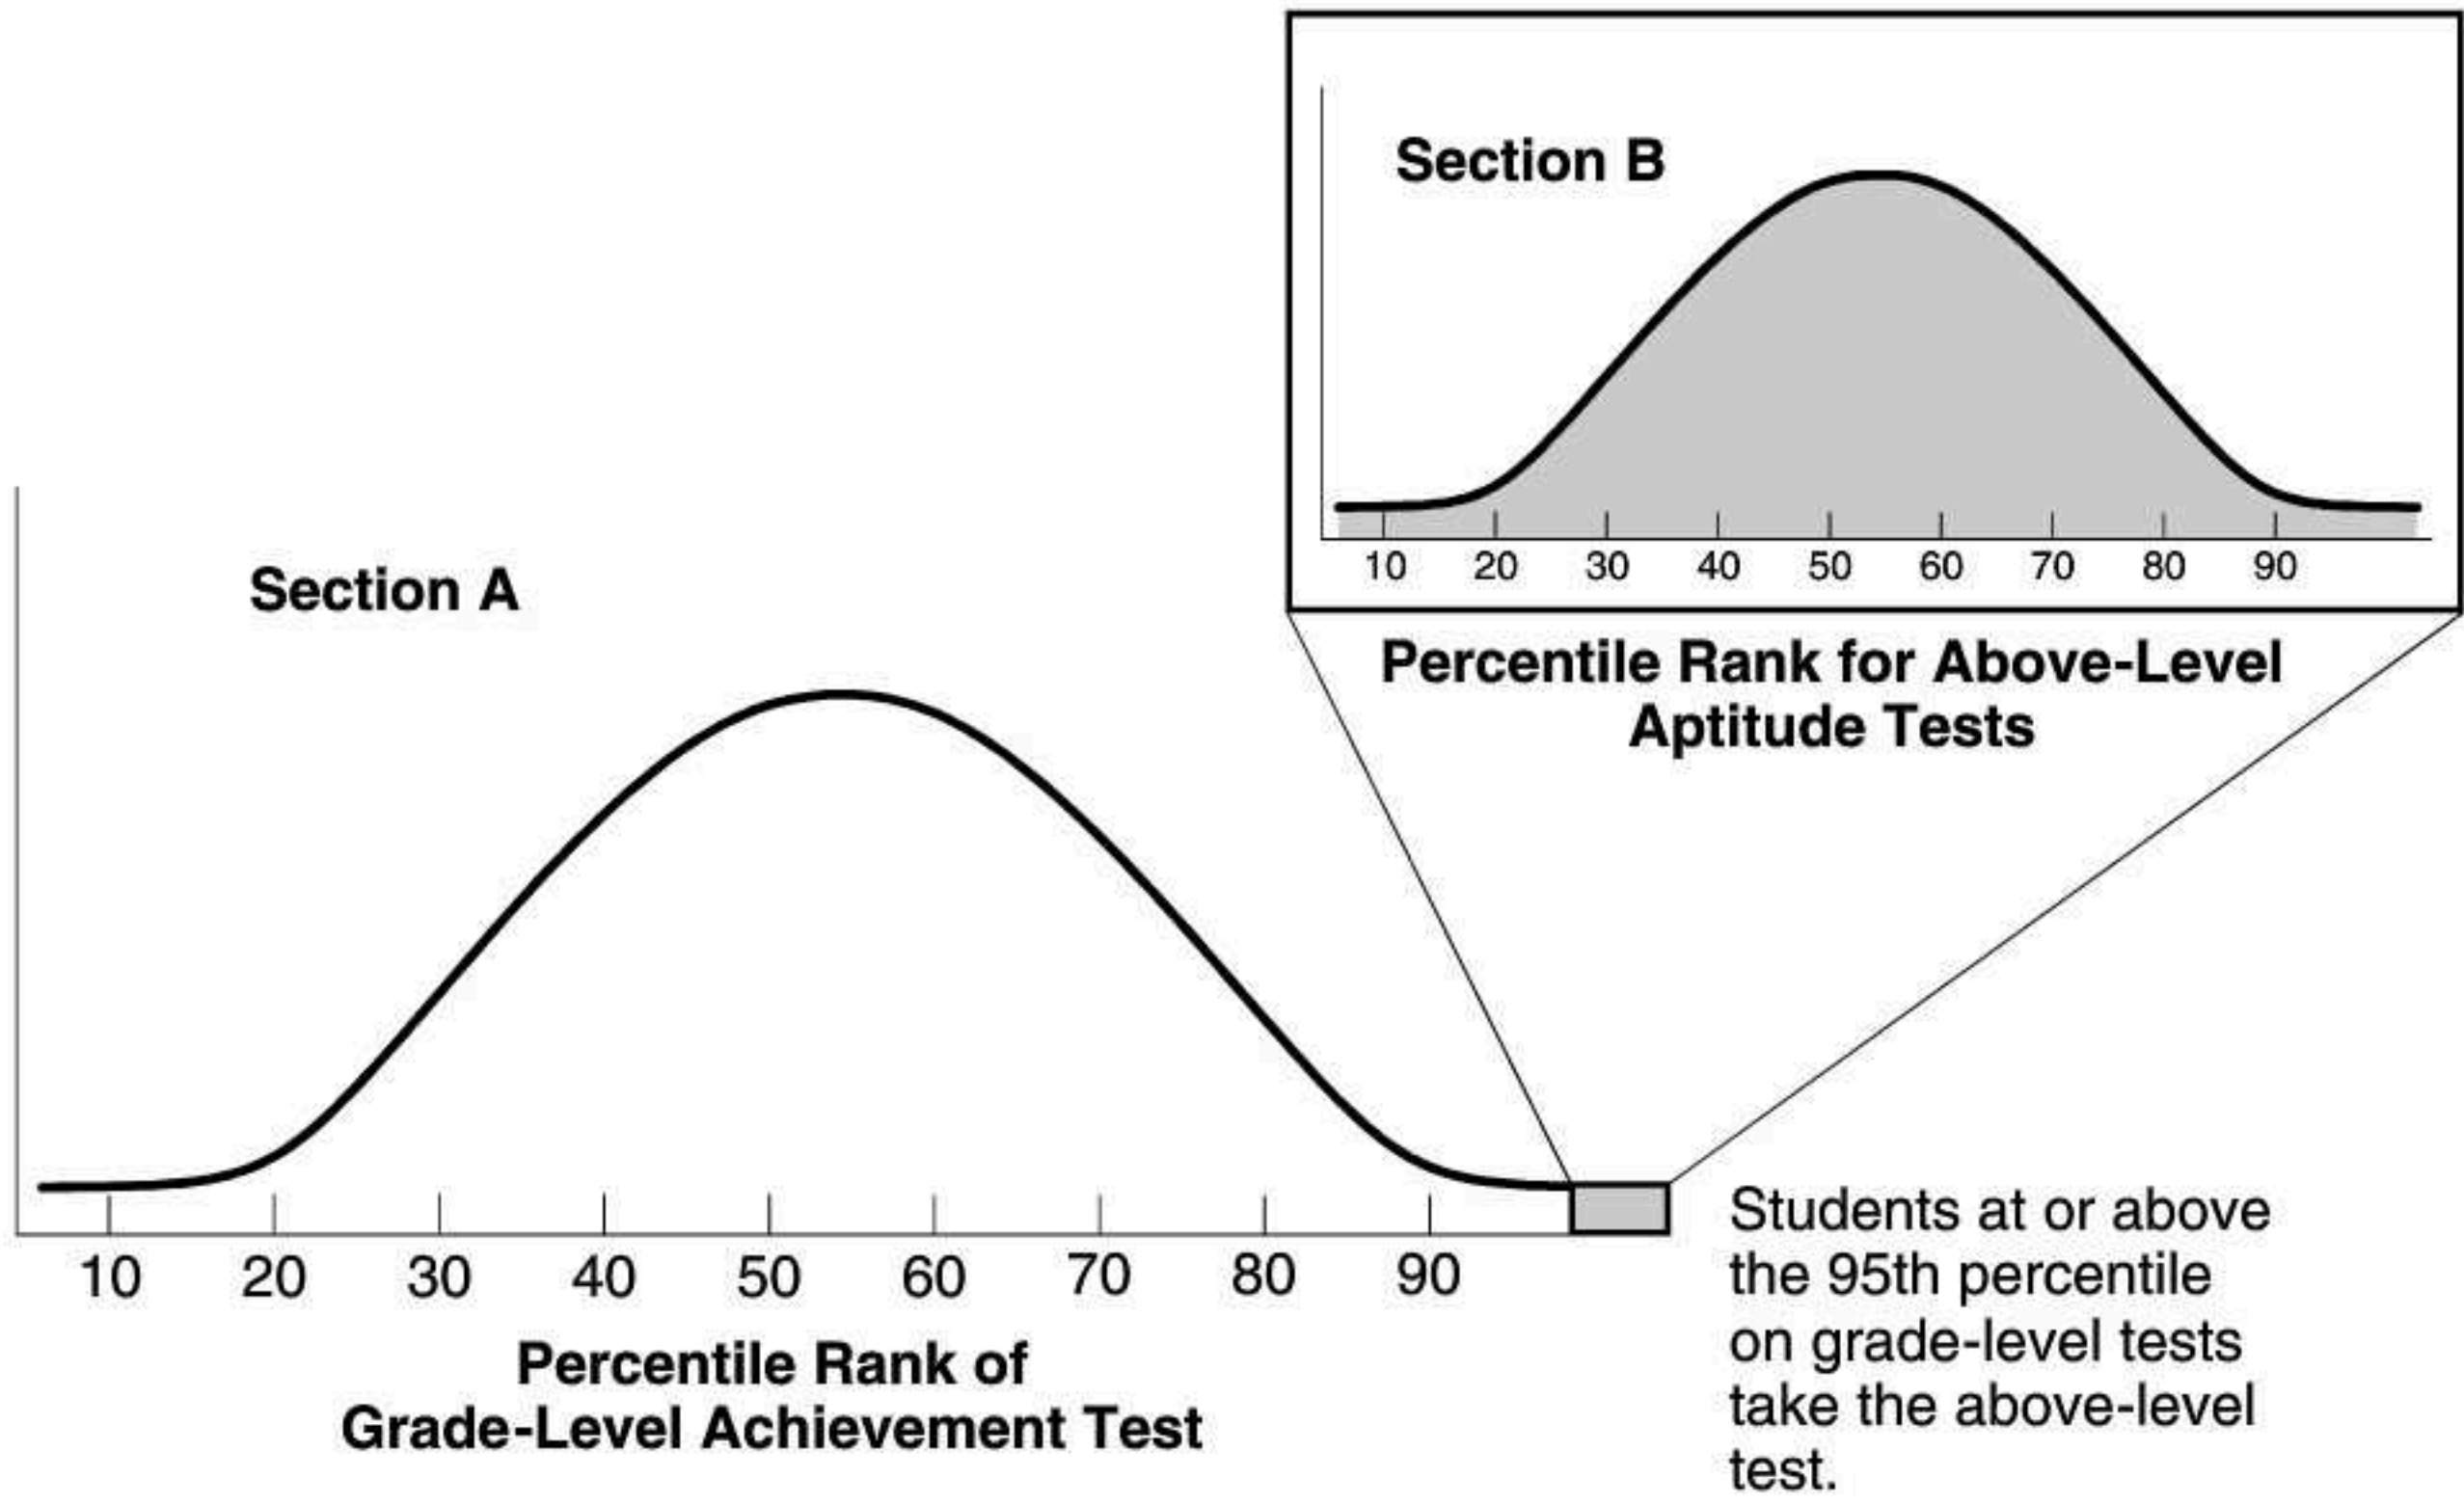 Section B
10 20 30 40 50 60 70 80 90
Percentile Rank for Above-Level
Aptitude Tests
Section A
10 20 30 40 50 60 70 80 90
Percentile Rank of
Grade-Level Achievement Test
Students at or above
the 95th percentile
on grade-level tests
take the above-level
test.